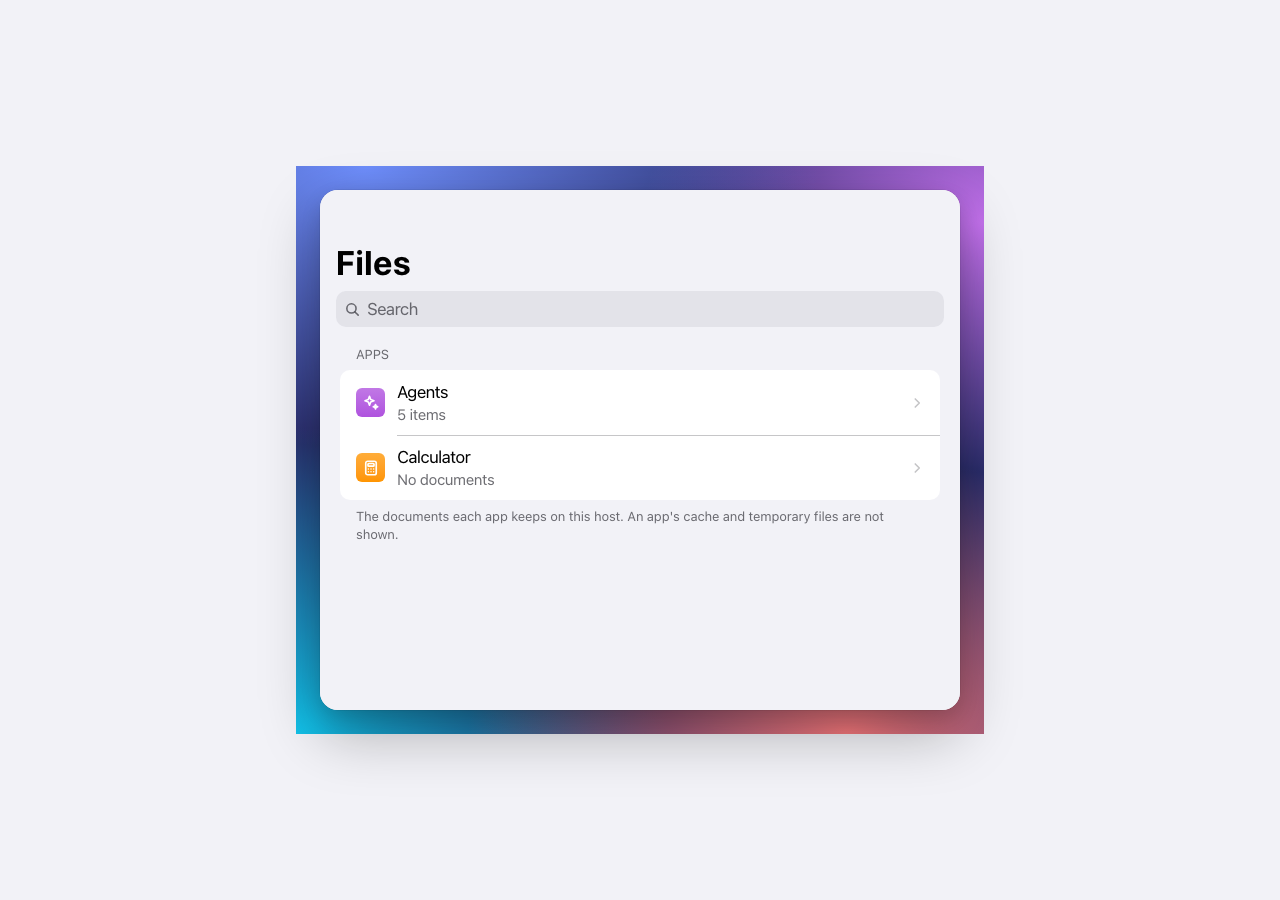 Files
Search
APPS
Agents
5 items
Calculator
No documents
The documents each app keeps on this host. An app's cache and temporary files are not
shown.